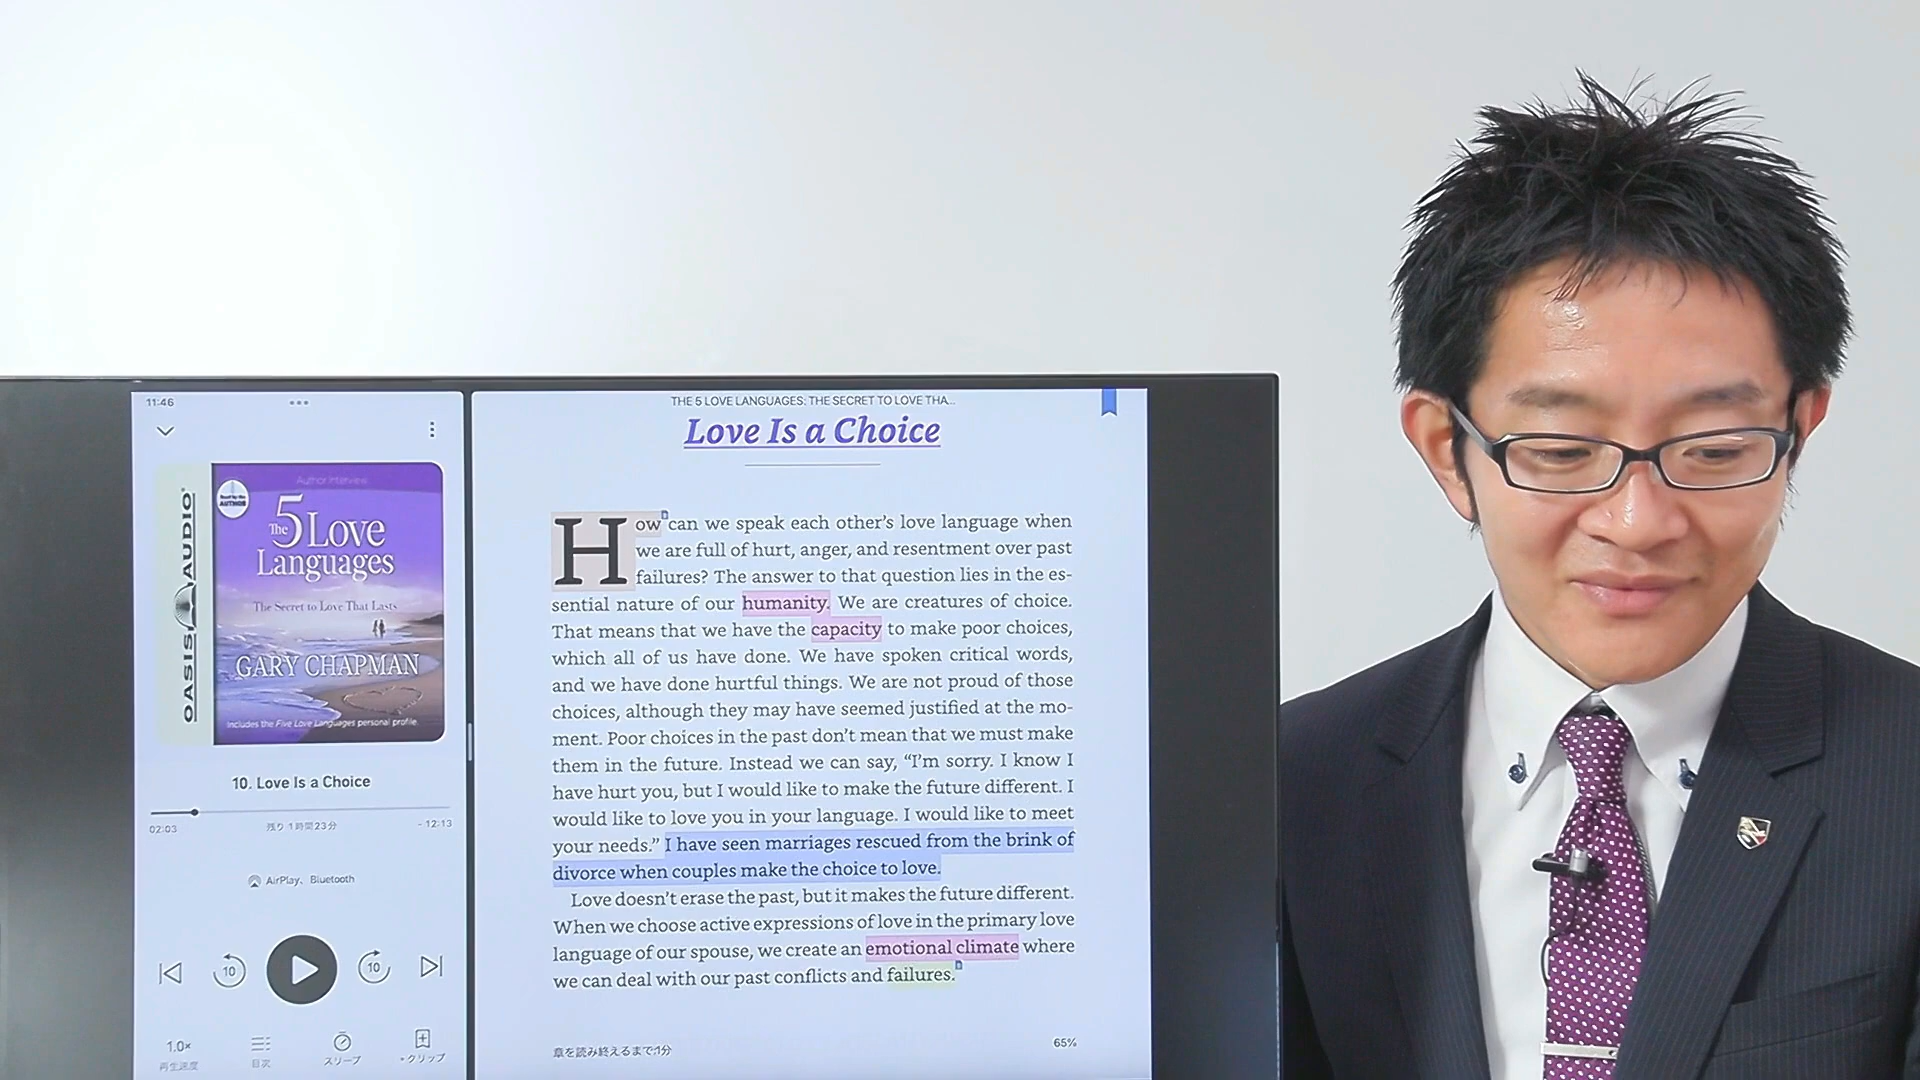 11:46
Author Interview
Read by the
AUTHOR
The 5 Love
Languages
The Secret to Love That Lasts
GARY CHAPMAN
Includes the Five Love Languages personal profile.
OASIS AUDIO
10. Love Is a Choice
02:03
残り 1時間23分
- 12:13
AirPlay、Bluetooth
10
10
1.0×
再生速度
目次
スリープ
+クリップ
THE 5 LOVE LANGUAGES: THE SECRET TO LOVE THA...
Love Is a Choice
How can we speak each other’s love language when
we are full of hurt, anger, and resentment over past
failures? The answer to that question lies in the es-
sential nature of our humanity. We are creatures of choice.
That means that we have the capacity to make poor choices,
which all of us have done. We have spoken critical words,
and we have done hurtful things. We are not proud of those
choices, although they may have seemed justified at the mo-
ment. Poor choices in the past don’t mean that we must make
them in the future. Instead we can say, “I’m sorry. I know I
have hurt you, but I would like to make the future different. I
would like to love you in your language. I would like to meet
your needs.” I have seen marriages rescued from the brink of
divorce when couples make the choice to love.
Love doesn’t erase the past, but it makes the future different.
When we choose active expressions of love in the primary love
language of our spouse, we create an emotional climate where
we can deal with our past conflicts and failures.
章を読み終えるまで:1分
65%